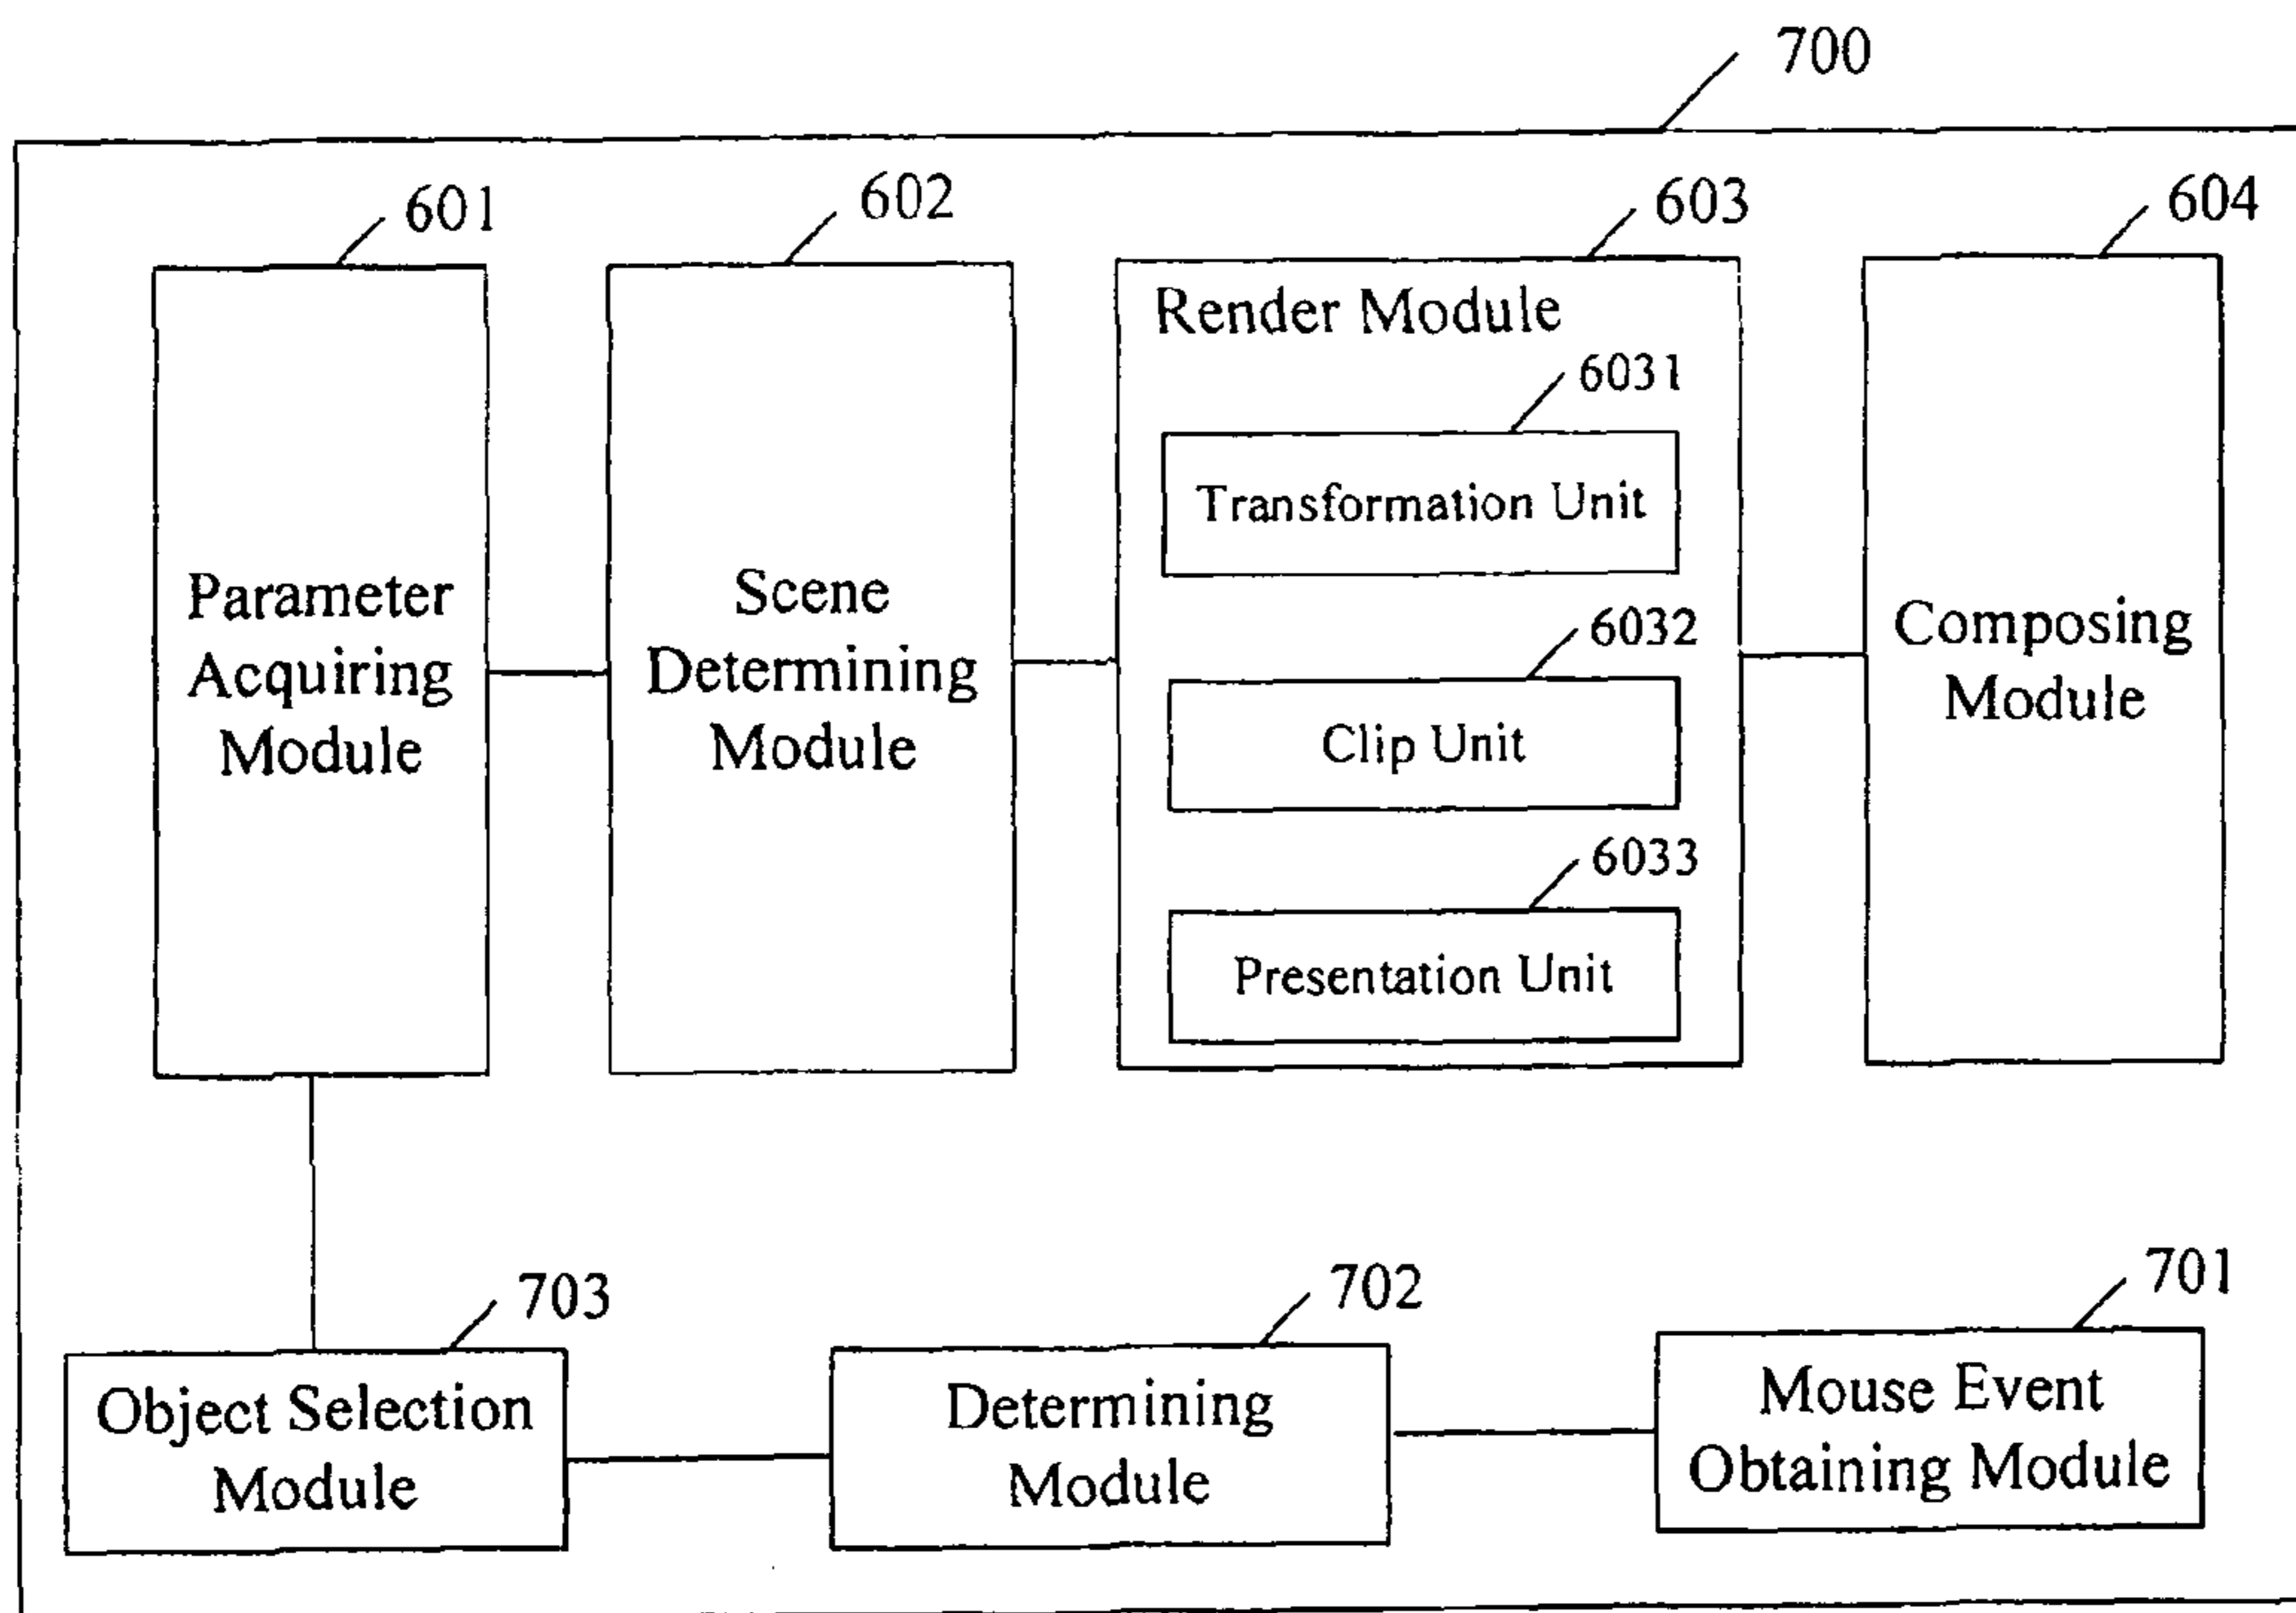 700
601
602
603
604
Parameter
Acquiring
Module
Scene
Determining
Module
Render Module
6031
Transformation Unit
6032
Clip Unit
6033
Presentation Unit
Composing
Module
703
Object Selection
Module
702
Determining
Module
701
Mouse Event
Obtaining Module